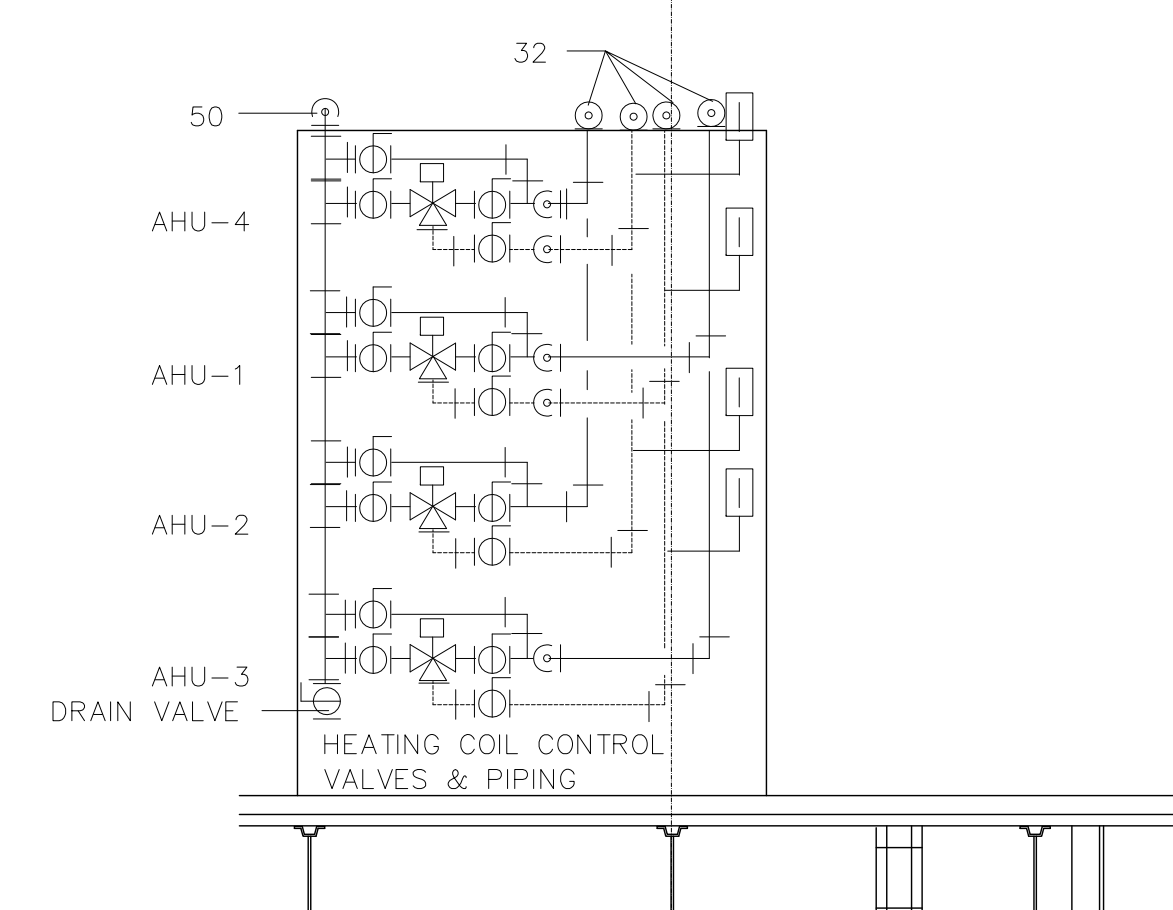 32
50
AHU-4
AHU-1
AHU-2
AHU-3
DRAIN VALVE
HEATING COIL CONTROL
VALVES & PIPING